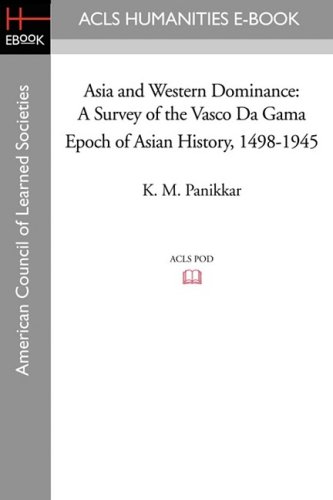 ACLS HUMANITIES E-BOOK
EBOOK
American Council of Learned Societies
Asia and Western Dominance:
A Survey of the Vasco Da Gama
Epoch of Asian History, 1498-1945
K. M. Panikkar
ACLS POD